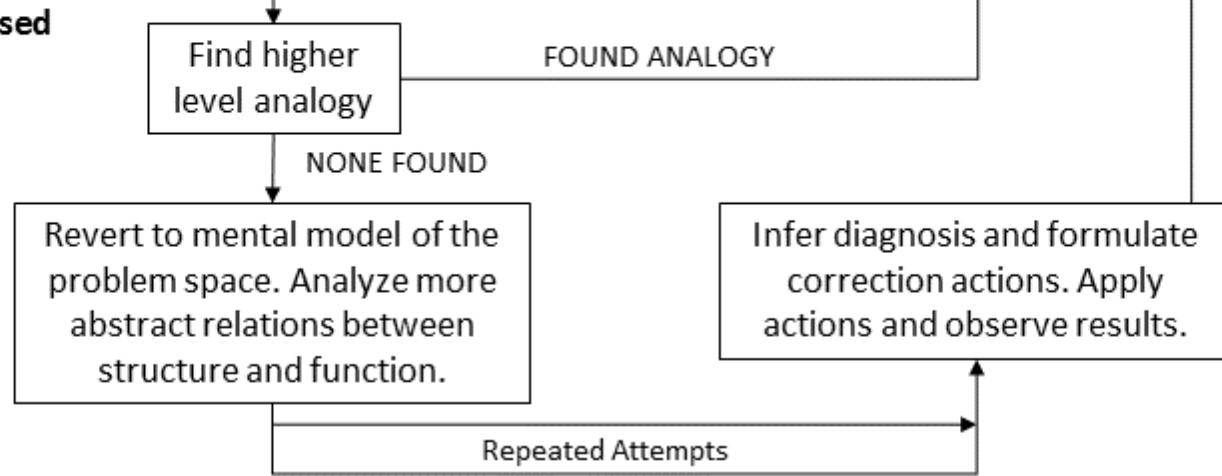 sed
Find higher
level analogy
FOUND ANALOGY
NONE FOUND
Revert to mental model of the
problem space. Analyze more
abstract relations between
structure and function.
Infer diagnosis and formulate
correction actions. Apply
actions and observe results.
Repeated Attempts